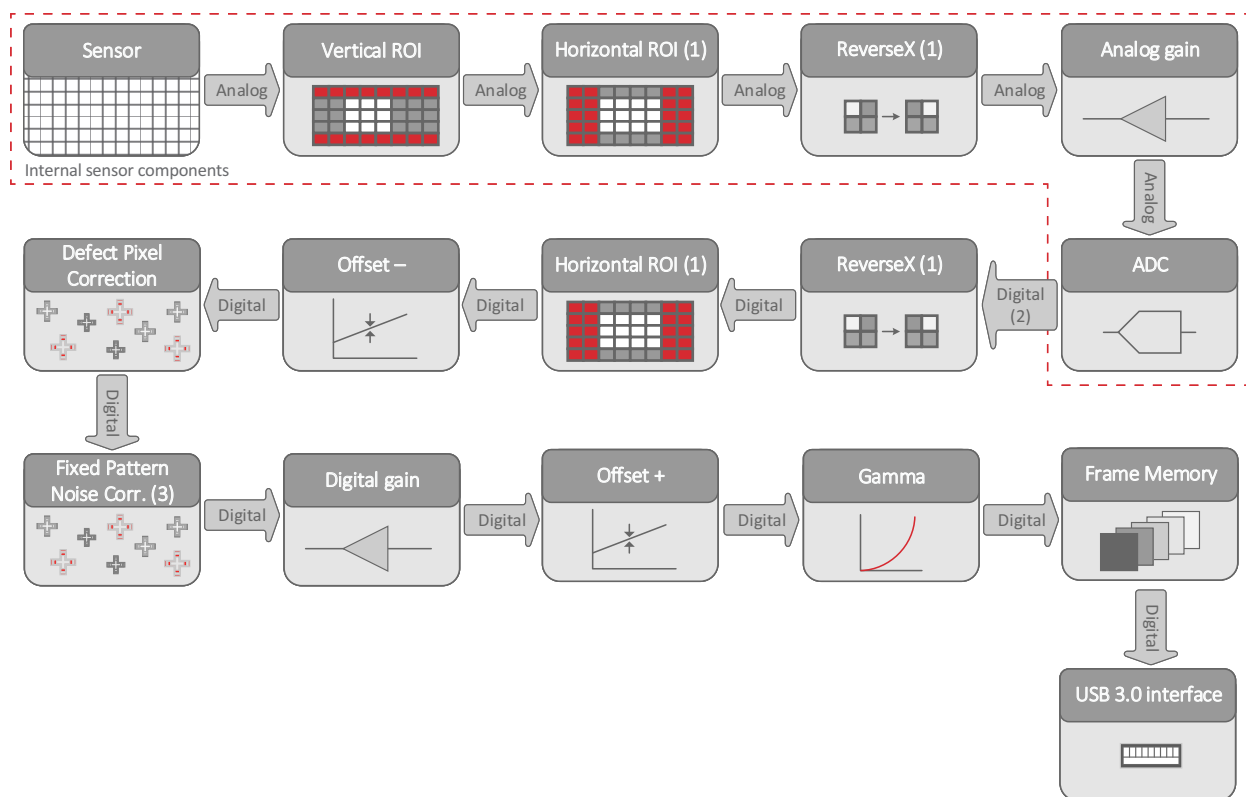 Sensor
Analog
Vertical ROI
Analog
Horizontal ROI (1)
Analog
ReverseX (1)
Analog
Analog gain
Internal sensor components
Analog
Defect Pixel
Correction
Digital
Offset –
Digital
Horizontal ROI (1)
Digital
ReverseX (1)
Digital
(2)
ADC
Digital
Fixed Pattern
Noise Corr. (3)
Digital
Digital gain
Digital
Offset +
Digital
Gamma
Digital
Frame Memory
Digital
USB 3.0 interface